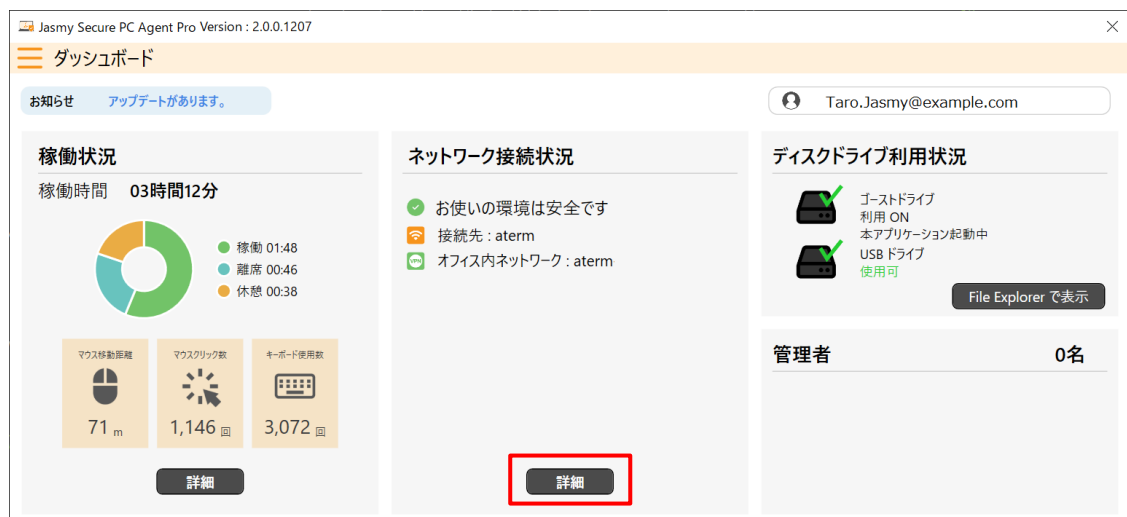 Jasmy Secure PC Agent Pro Version : 2.0.0.1207
ダッシュボード
お知らせ アップデートがあります。
Taro.Jasmy@example.com
稼働状況
稼働時間 03時間12分
稼働 01:48
離席 00:46
休憩 00:38
マウス移動距離
71 m
マウスクリック数
1,146 回
キーボード使用数
3,072 回
詳細
ネットワーク接続状況
お使いの環境は安全です
接続先 : aterm
VPN オフィス内ネットワーク : aterm
詳細
ディスクドライブ利用状況
ゴーストドライブ
利用 ON
本アプリケーション起動中
USB ドライブ
使用可
File Explorer で表示
管理者 0名